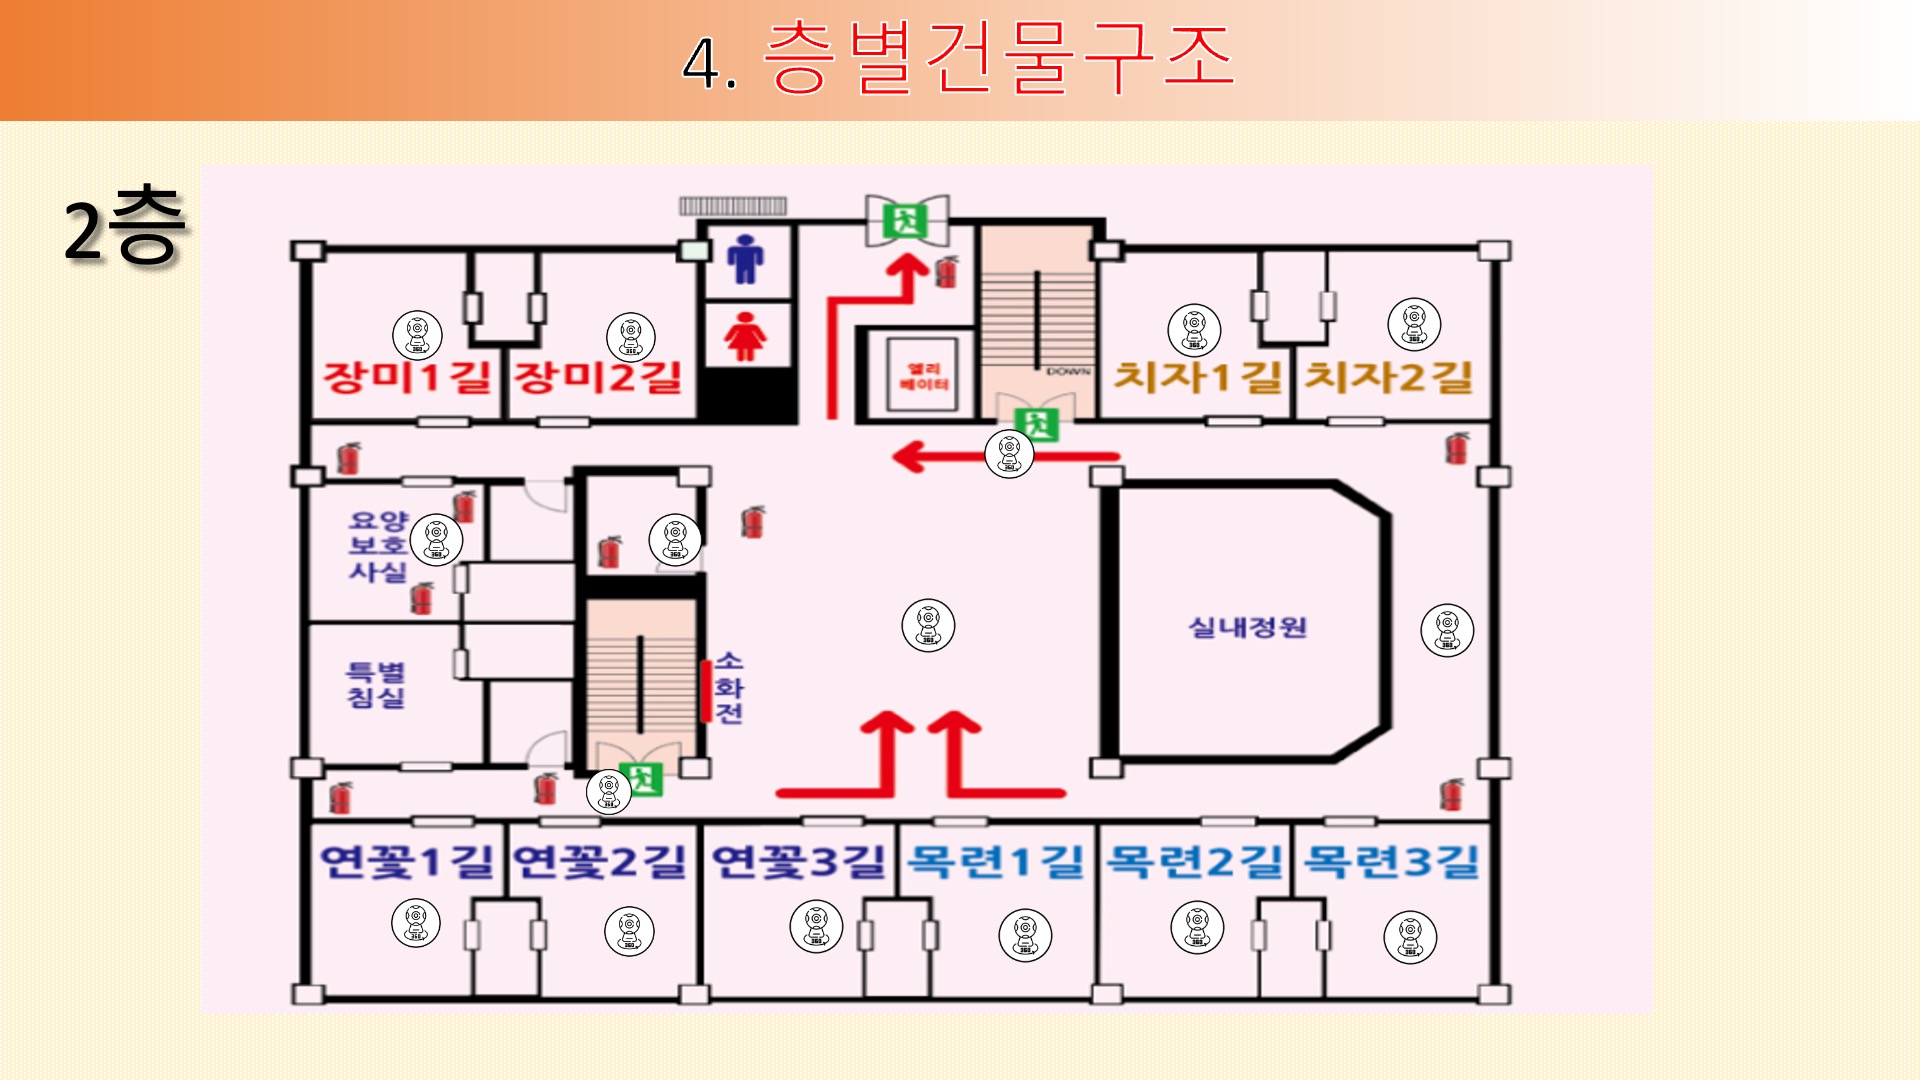 4. 층별건물구조
2층
엘리
베이터
DOWN
장미1길
장미2길
치자1길
치자2길
요양
보호
사실
특별
침실
소
화
전
실내정원
연꽃1길
연꽃2길
연꽃3길
목련1길
목련2길
목련3길